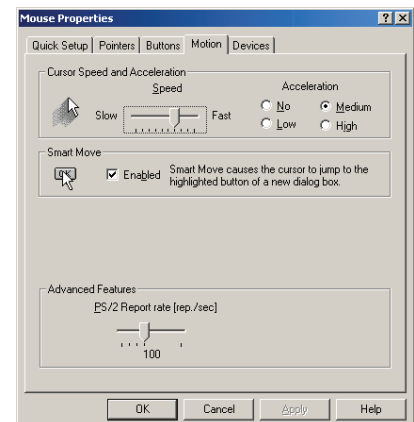 Mouse Properties
Quick Setup
Pointers
Buttons
Motion
Devices
Cursor Speed and Acceleration
Speed
Acceleration
Slow
Fast
No
Medium
Low
High
Smart Move
OK
Enabled
Smart Move causes the cursor to jump to the
highlighted button of a new dialog box.
Advanced Features
PS/2 Report rate [rep./sec]
100
OK
Cancel
Apply
Help